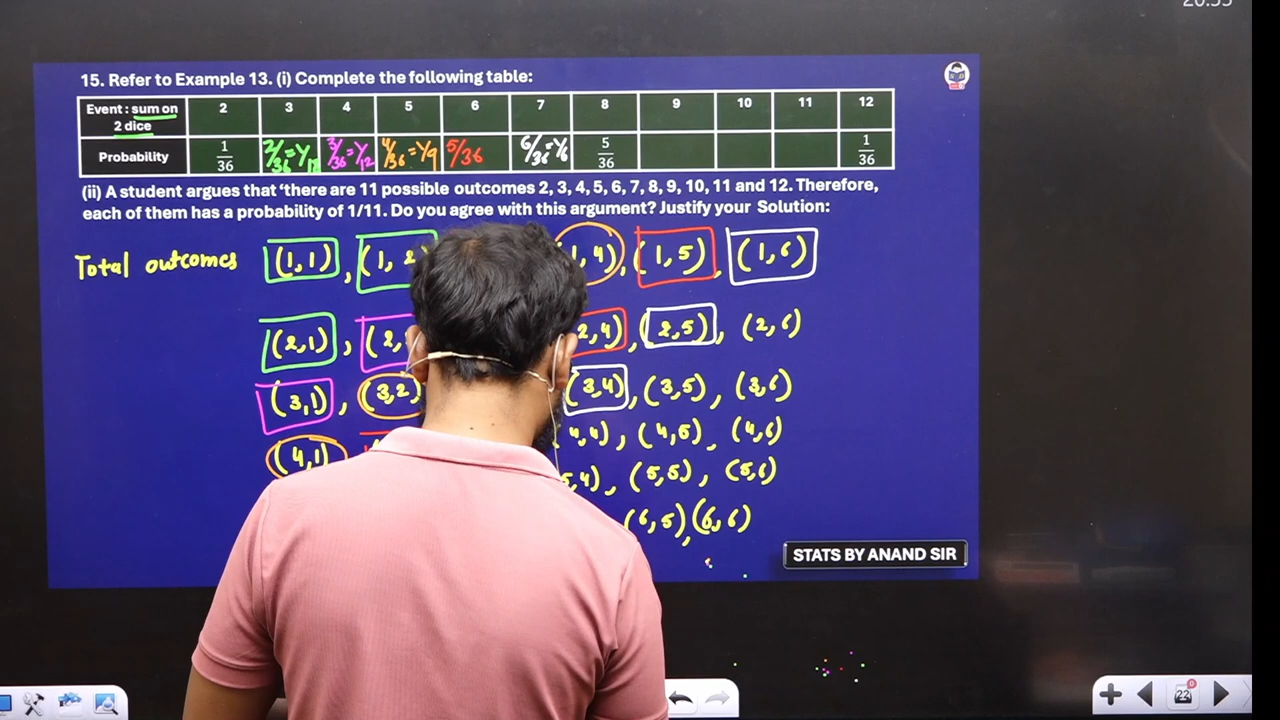 20:55
15. Refer to Example 13. (i) Complete the following table:
Event : sum on 2 dice 2 3 4 5 6 7 8 9 10 11 12
Probability 1/36 2/36 = 1/18 3/36 = 1/12 4/36 = 1/9 5/36 6/36 = 1/6 5/36 1/36
(ii) A student argues that ‘there are 11 possible outcomes 2, 3, 4, 5, 6, 7, 8, 9, 10, 11 and 12. Therefore,
each of them has a probability of 1/11. Do you agree with this argument? Justify your Solution:
Total outcomes (1,1), (1, 2 1,4), (1,5), (1,6)
(2,1), (2, 2,4), (2,5), (2,6)
(3,1), (3,2) (3,4), (3,5), (3,6)
(4,1) 4,4), (4,5), (4,6)
5,4), (5,5), (5,6)
(6,5), (6,6)
STATS BY ANAND SIR
22